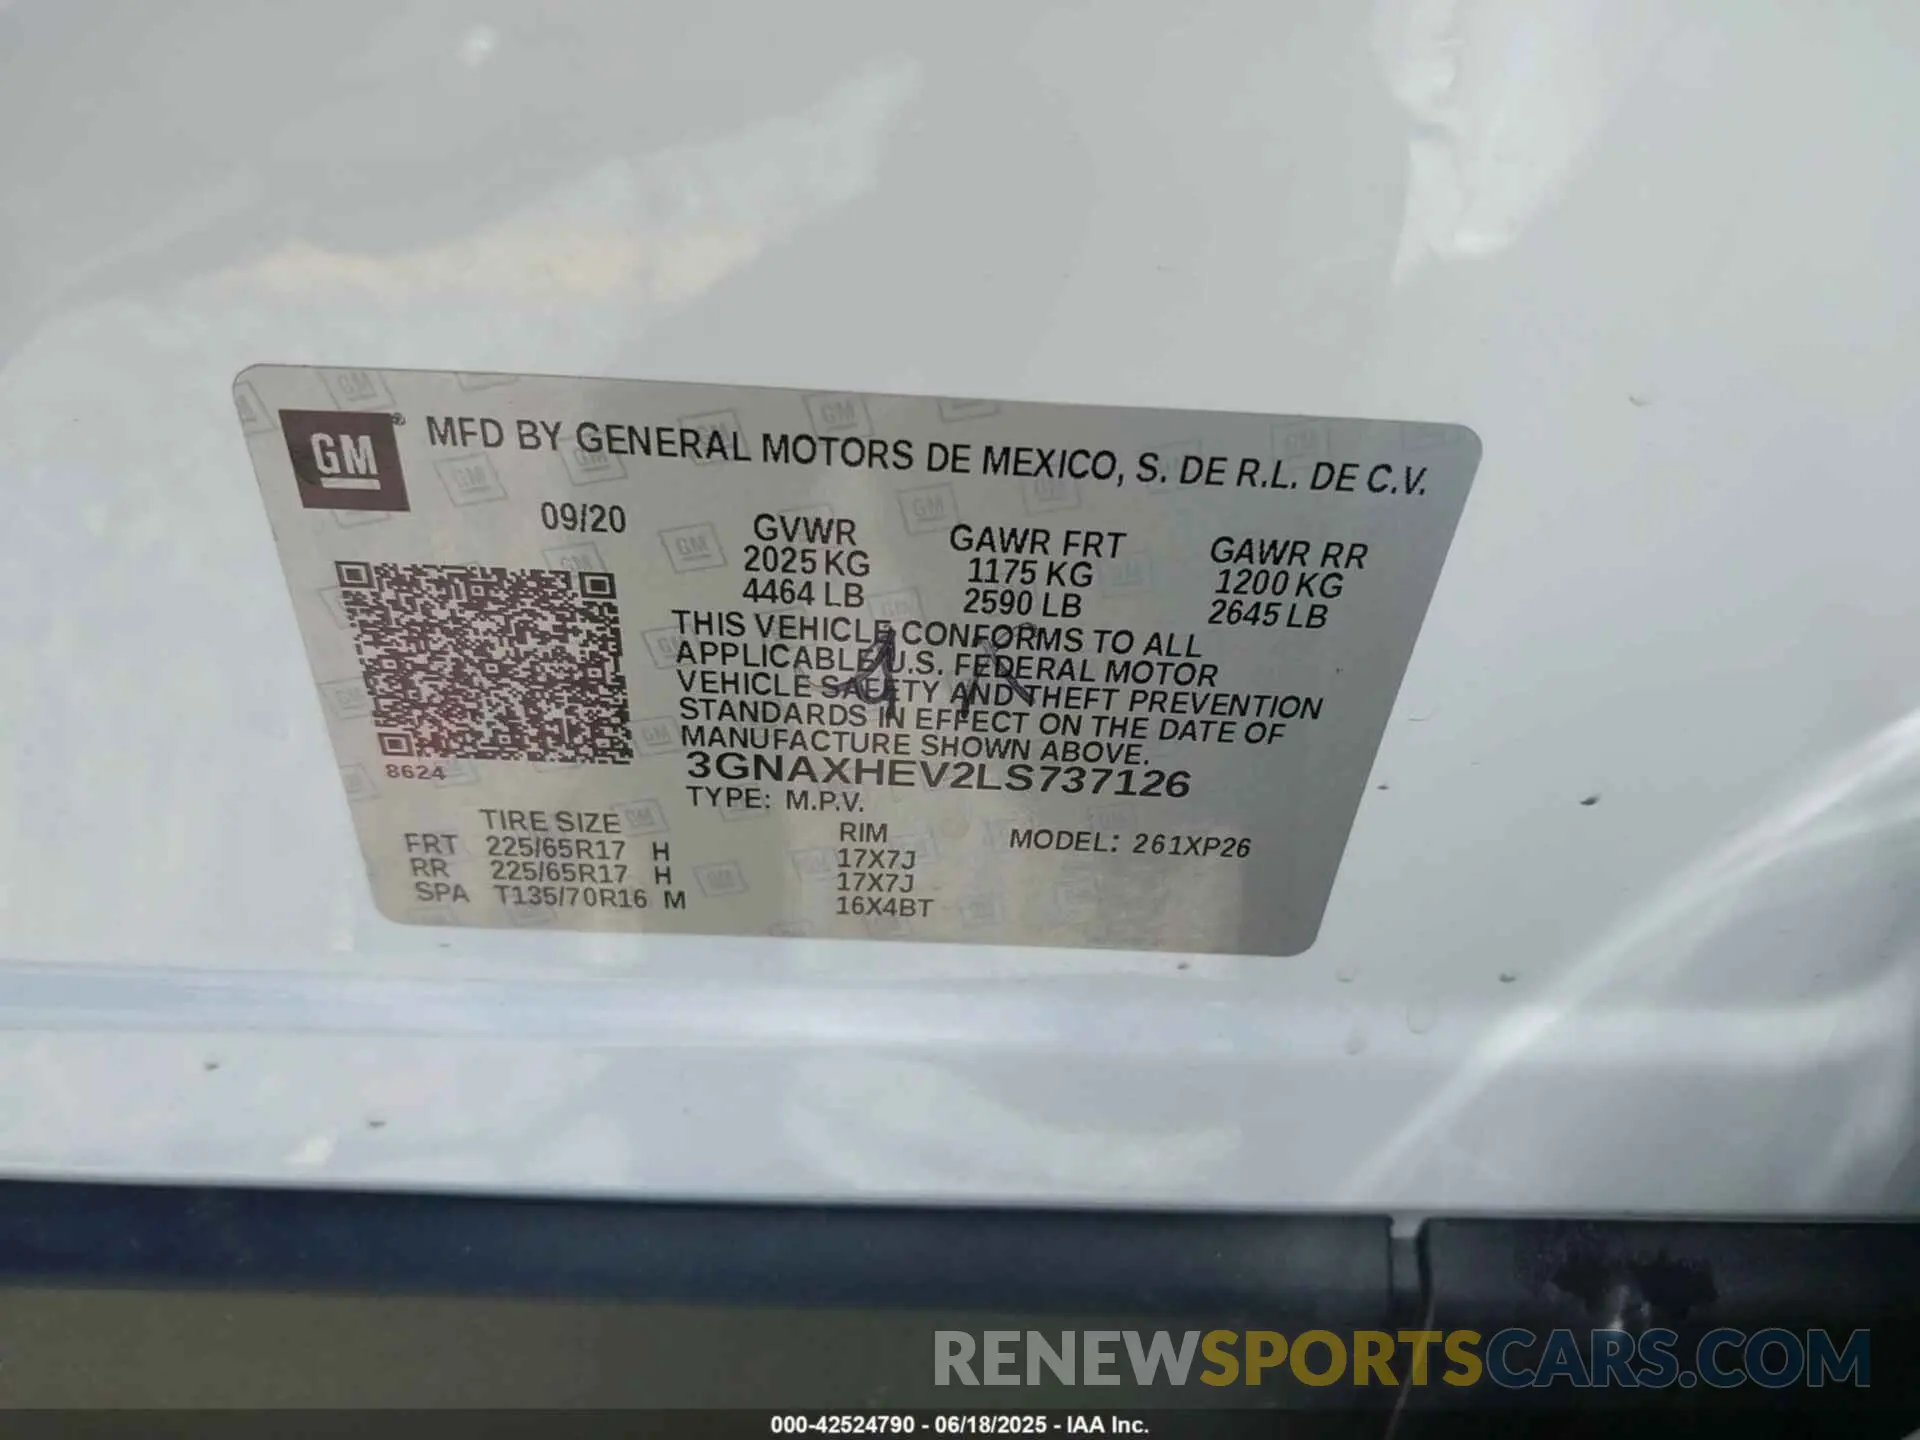 GM® MFD BY GENERAL MOTORS DE MEXICO, S. DE R.L. DE C.V.
09/20
GVWR GAWR FRT GAWR RR
2025 KG 1175 KG 1200 KG
4464 LB 2590 LB 2645 LB
THIS VEHICLE CONFORMS TO ALL
APPLICABLE U.S. FEDERAL MOTOR
VEHICLE SAFETY AND THEFT PREVENTION
STANDARDS IN EFFECT ON THE DATE OF
MANUFACTURE SHOWN ABOVE.
3GNAXHEV2LS737126
8624
TYPE: M.P.V.
TIRE SIZE RIM MODEL: 261XP26
FRT 225/65R17 H 17X7J
RR 225/65R17 H 17X7J
SPA T135/70R16 M 16X4BT
RENEWSPORTSCARS.COM
000-42524790 - 06/18/2025 - IAA Inc.